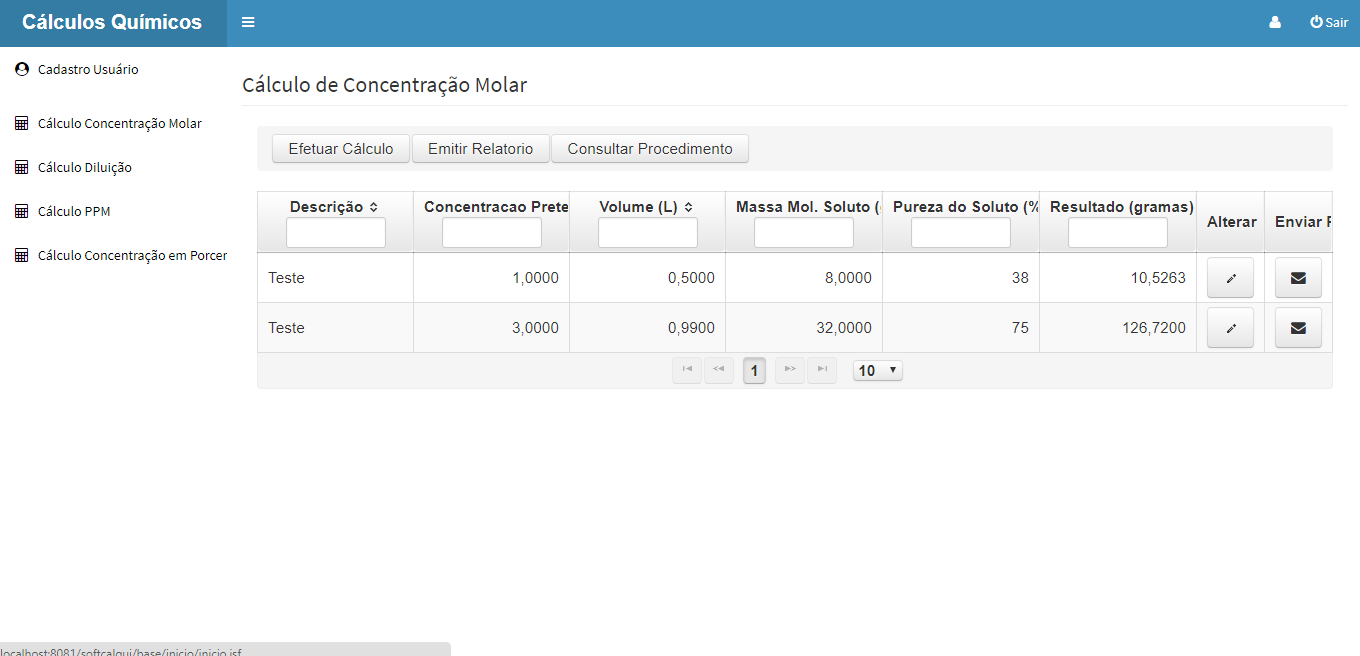 Cálculos Químicos
Sair
Cadastro Usuário
Cálculo Concentração Molar
Cálculo Diluição
Cálculo PPM
Cálculo Concentração em Porcer
Cálculo de Concentração Molar
Efetuar Cálculo Emitir Relatorio Consultar Procedimento
Descrição Concentracao Prete Volume (L) Massa Mol. Soluto ( Pureza do Soluto (% Resultado (gramas) Alterar Enviar
Teste 1,0000 0,5000 8,0000 38 10,5263
Teste 3,0000 0,9900 32,0000 75 126,7200
1 10
localhost:8081/softcalqui/base/inicio/inicio.jsf